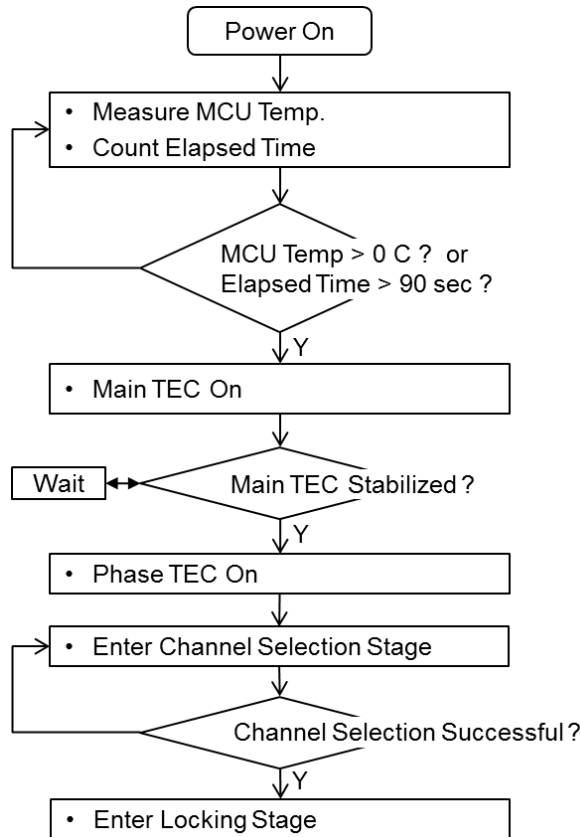 Power On
• Measure MCU Temp.
• Count Elapsed Time
MCU Temp > 0 C ? or
Elapsed Time > 90 sec ?
Y
• Main TEC On
Wait
Main TEC Stabilized ?
Y
• Phase TEC On
• Enter Channel Selection Stage
Channel Selection Successful ?
Y
• Enter Locking Stage